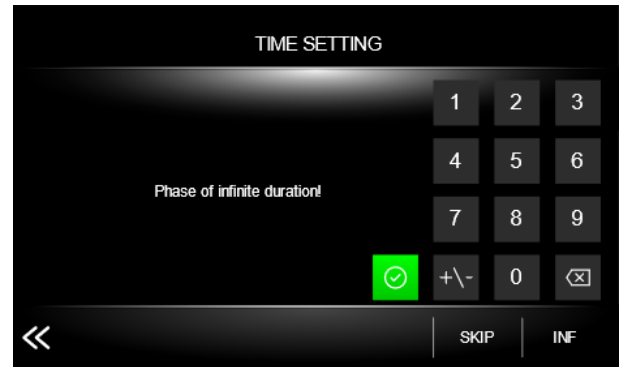 TIME SETTING
1 2 3
4 5 6
Phase of infinite duration!
7 8 9
+\- 0
SKIP INF